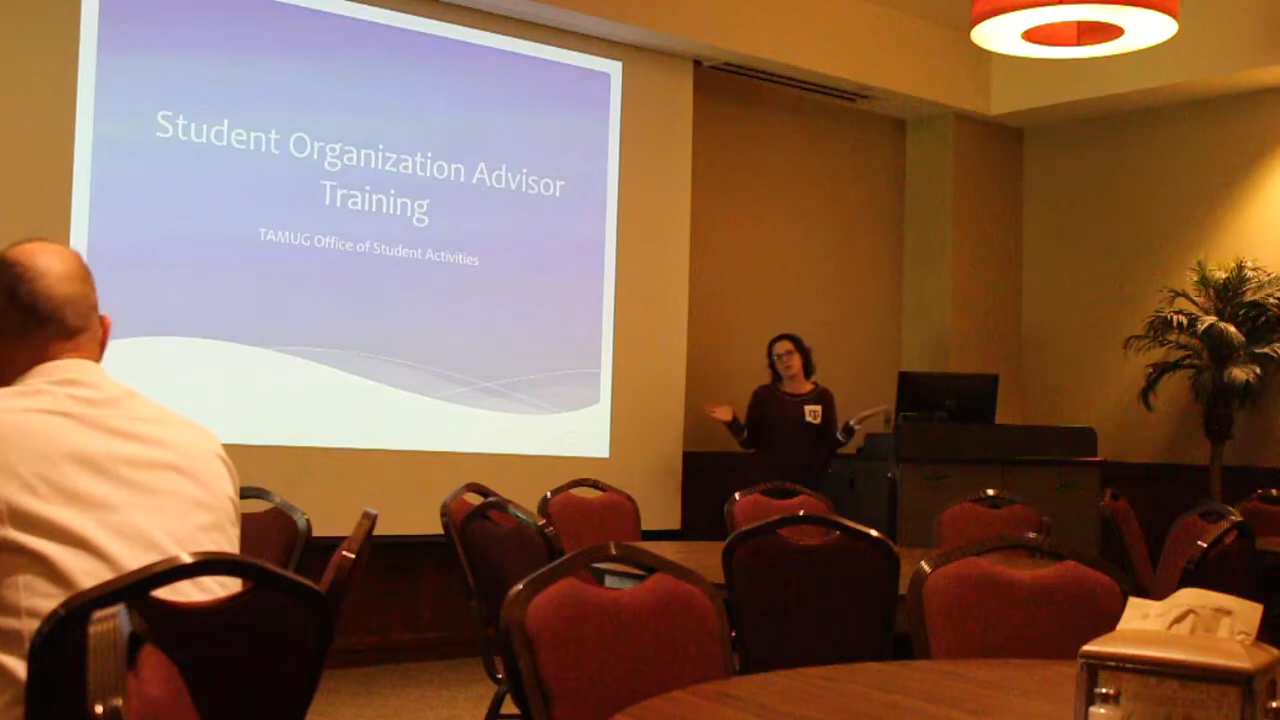 Student Organization Advisor
Training
TAMUG Office of Student Activities